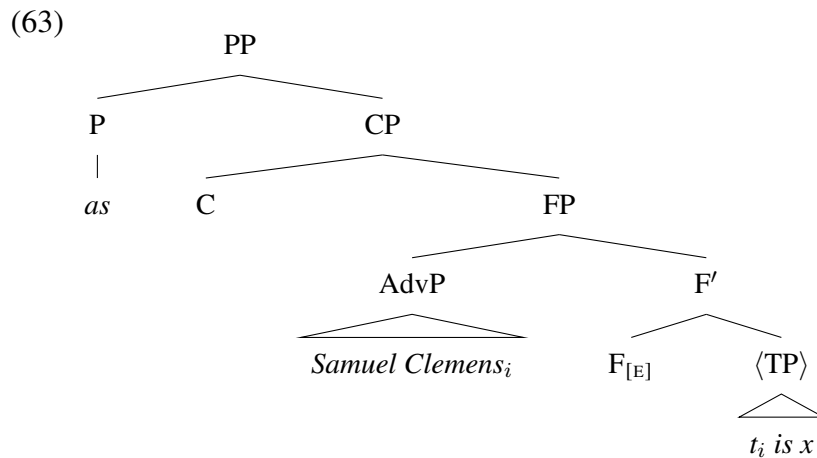 (63)
PP
P CP
as C FP
AdvP F′
Samuel Clemensᵢ F[E] ⟨TP⟩
tᵢ is x